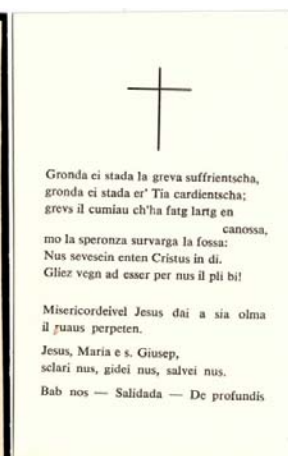 Gronda ei stada la greva suffrientscha,
gronda ei stada er' Tia cardientscha;
grevs il cumiau ch'ha fatg lartg en
canossa,
mo la speronza survarga la fossa:
Nus sevesein enten Cristus in di.
Gliez vegn ad esser per nus il pli bi!
Misericordeivel Jesus dai a sia olma
il ruaus perpeten.
Jesus, Maria e s. Giusep,
sclari nus, gidei nus, salvei nus.
Bab nos — Salidada — De profundis